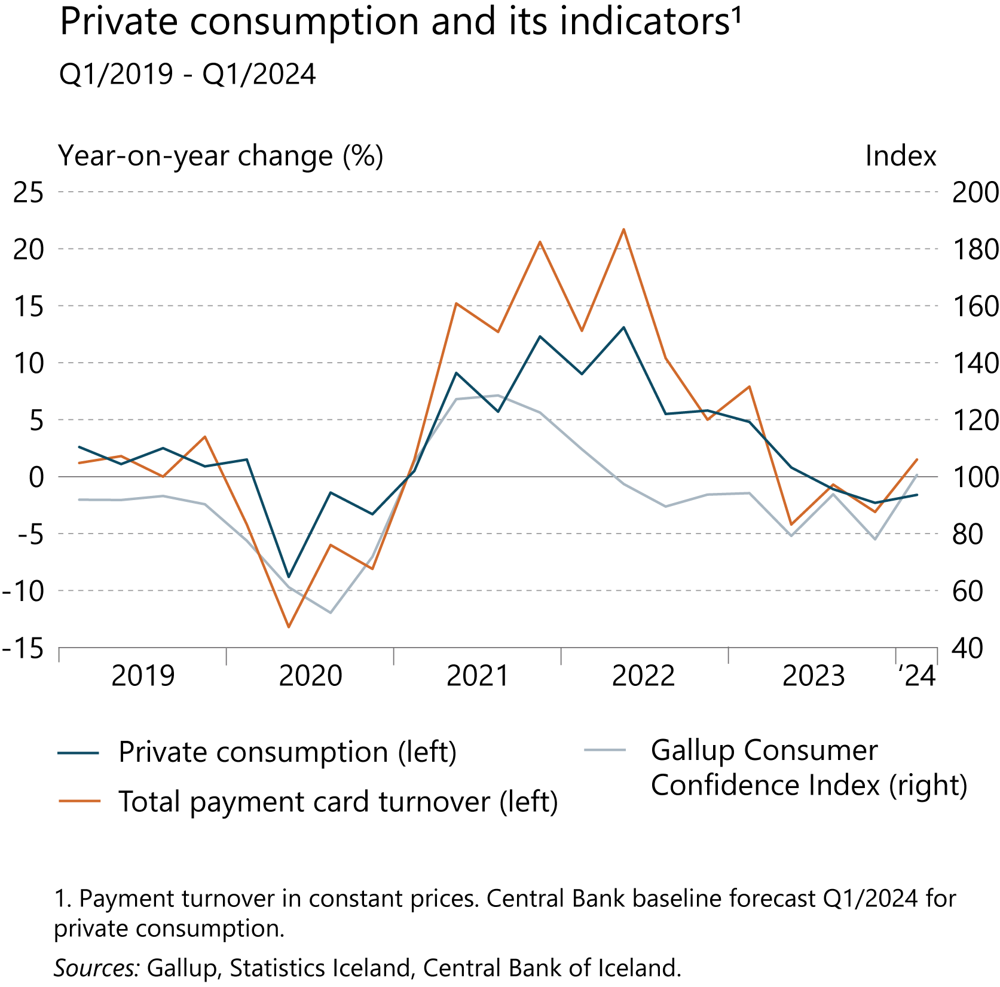 Private consumption and its indicators¹
Q1/2019 - Q1/2024
Year-on-year change (%)
Index
25
200
20
180
15
160
10
140
5
120
0
100
-5
80
-10
60
-15
40
2019
2020
2021
2022
2023
‘24
Private consumption (left)
Total payment card turnover (left)
Gallup Consumer
Confidence Index (right)
1. Payment turnover in constant prices. Central Bank baseline forecast Q1/2024 for
private consumption.
Sources: Gallup, Statistics Iceland, Central Bank of Iceland.